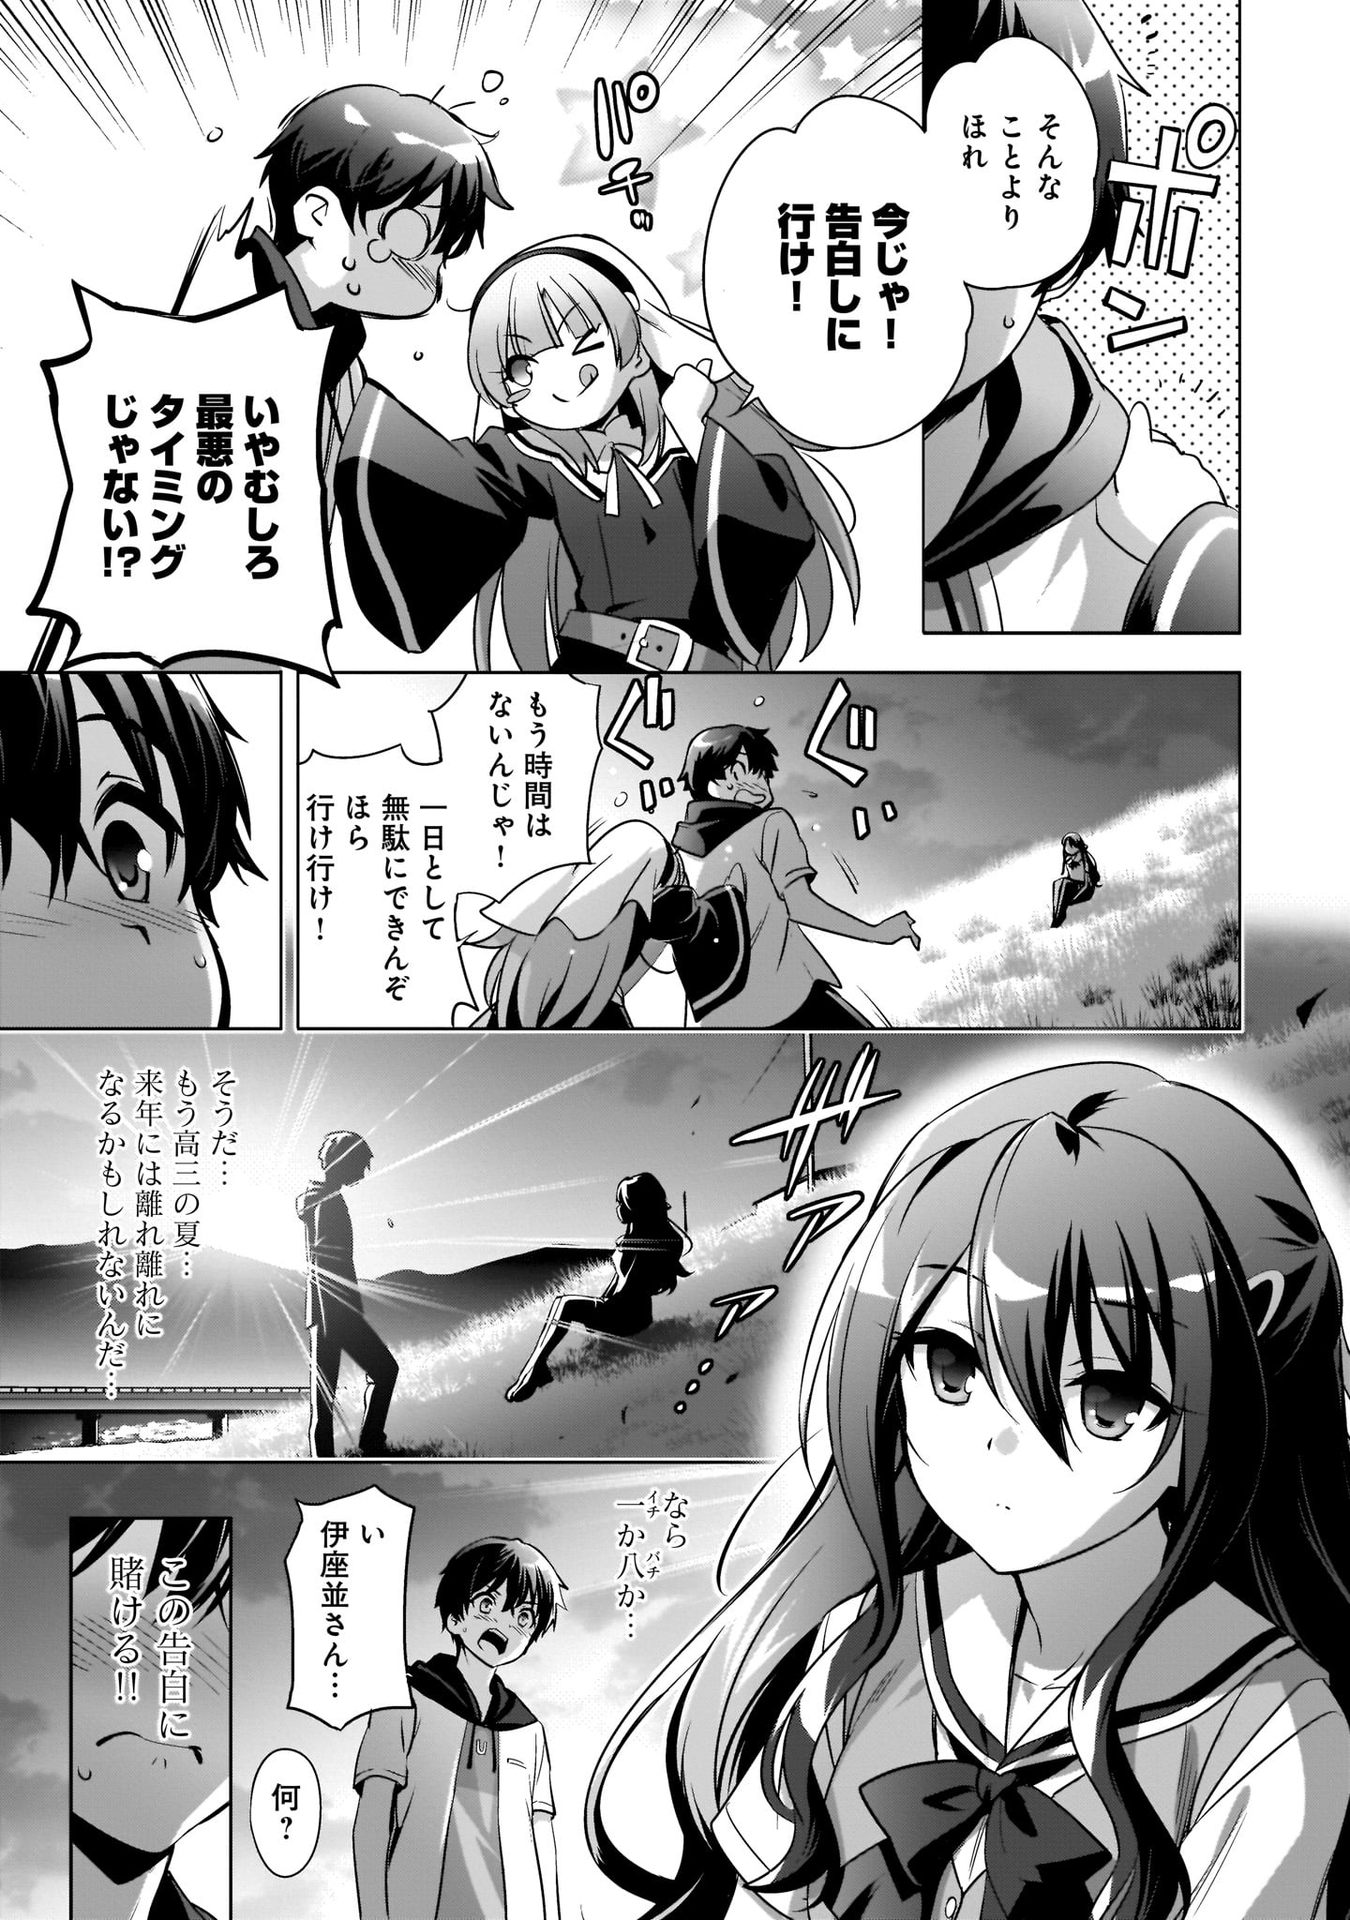 そんな
ことより
ほれ
ポン
今じゃ！
告白しに
行け！
パチ
いやむしろ
最悪の
タイミング
じゃない!?
もう時間は
ないんじゃ！
一日として
無駄にできんぞ
ほら
行け行け！
ぐぐ
そうだ…
もう高三の夏…
来年には離れ離れに
なるかもしれないんだ…
ザァァ…
なら
一か八か…
イチ バチ
い
伊座並さん…
何？
この告白に
賭ける!!